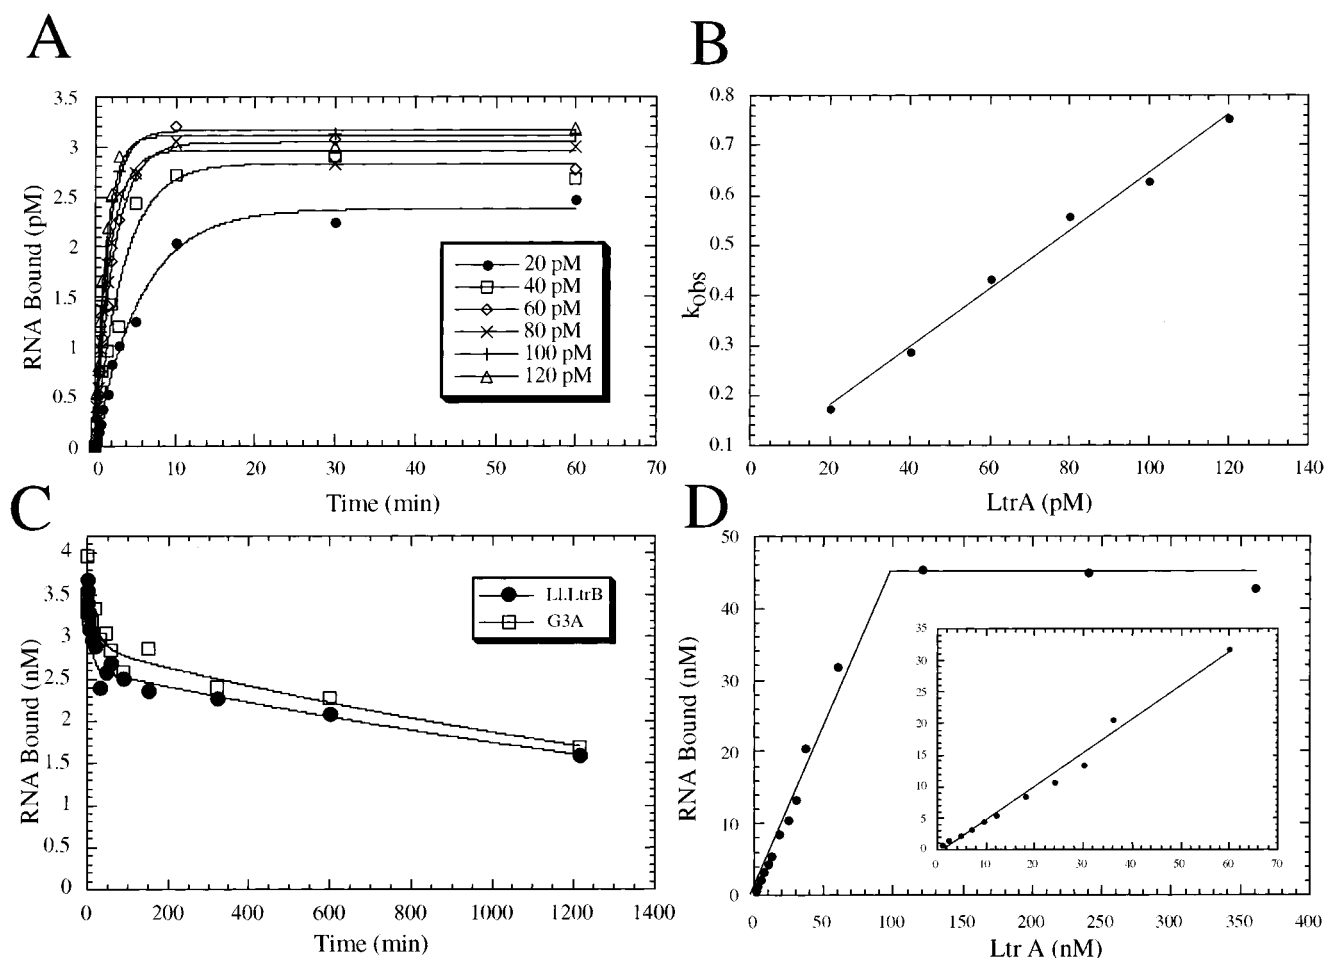 A
3.5
3
2.5
2
1.5
1
0.5
0
RNA Bound (pM)
20 pM
40 pM
60 pM
80 pM
100 pM
120 pM
0 10 20 30 40 50 60 70
Time (min)
B
0.8
0.7
0.6
0.5
0.4
0.3
0.2
0.1
kobs
0 20 40 60 80 100 120 140
LtrA (pM)
C
4
3.5
3
2.5
2
1.5
1
0.5
0
RNA Bound (nM)
Ll.LtrB
G3A
0 200 400 600 800 1000 1200 1400
Time (min)
D
50
40
30
20
10
0
RNA Bound (nM)
35
30
25
20
15
10
5
0
0 10 20 30 40 50 60 70
0 50 100 150 200 250 300 350 400
Ltr A (nM)